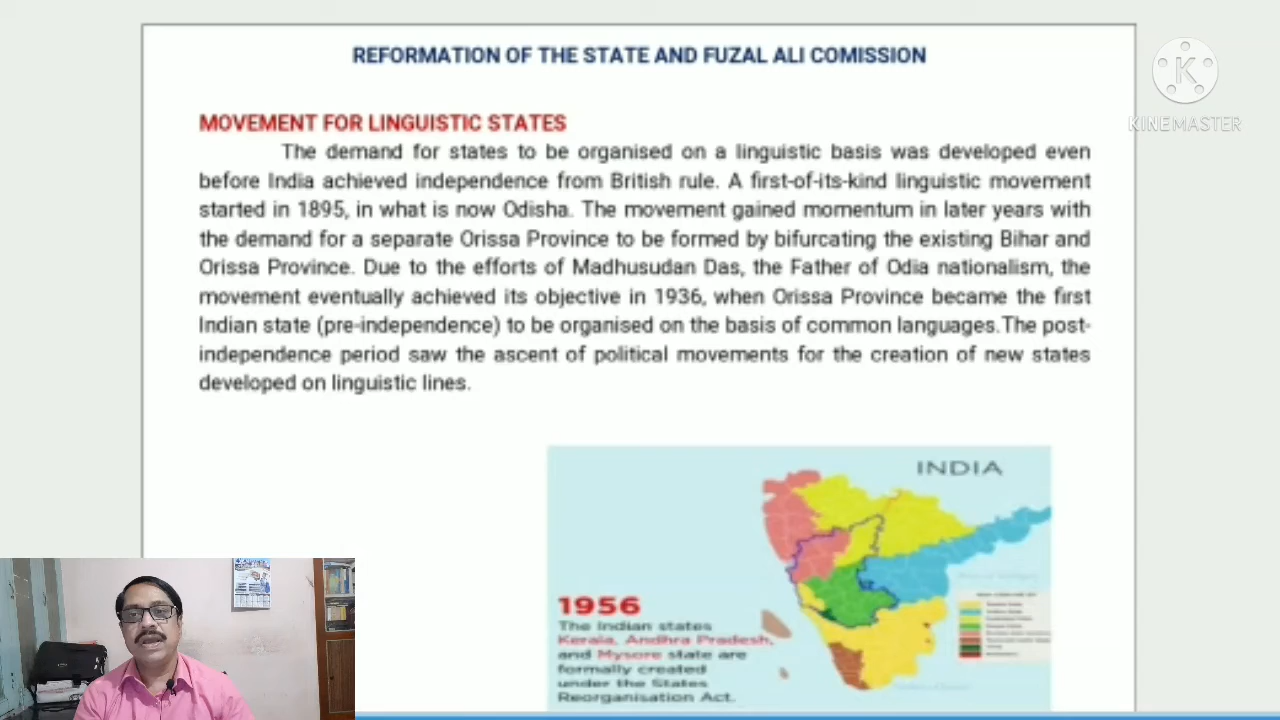 REFORMATION OF THE STATE AND FUZAL ALI COMISSION
KINEMASTER
MOVEMENT FOR LINGUISTIC STATES
The demand for states to be organised on a linguistic basis was developed even
before India achieved independence from British rule. A first-of-its-kind linguistic movement
started in 1895, in what is now Odisha. The movement gained momentum in later years with
the demand for a separate Orissa Province to be formed by bifurcating the existing Bihar and
Orissa Province. Due to the efforts of Madhusudan Das, the Father of Odia nationalism, the
movement eventually achieved its objective in 1936, when Orissa Province became the first
Indian state (pre-independence) to be organised on the basis of common languages.The post-
independence period saw the ascent of political movements for the creation of new states
developed on linguistic lines.
INDIA
1956
The Indian states
Kerala, Andhra Pradesh,
and Mysore state are
formally created
under the States
Reorganisation Act.